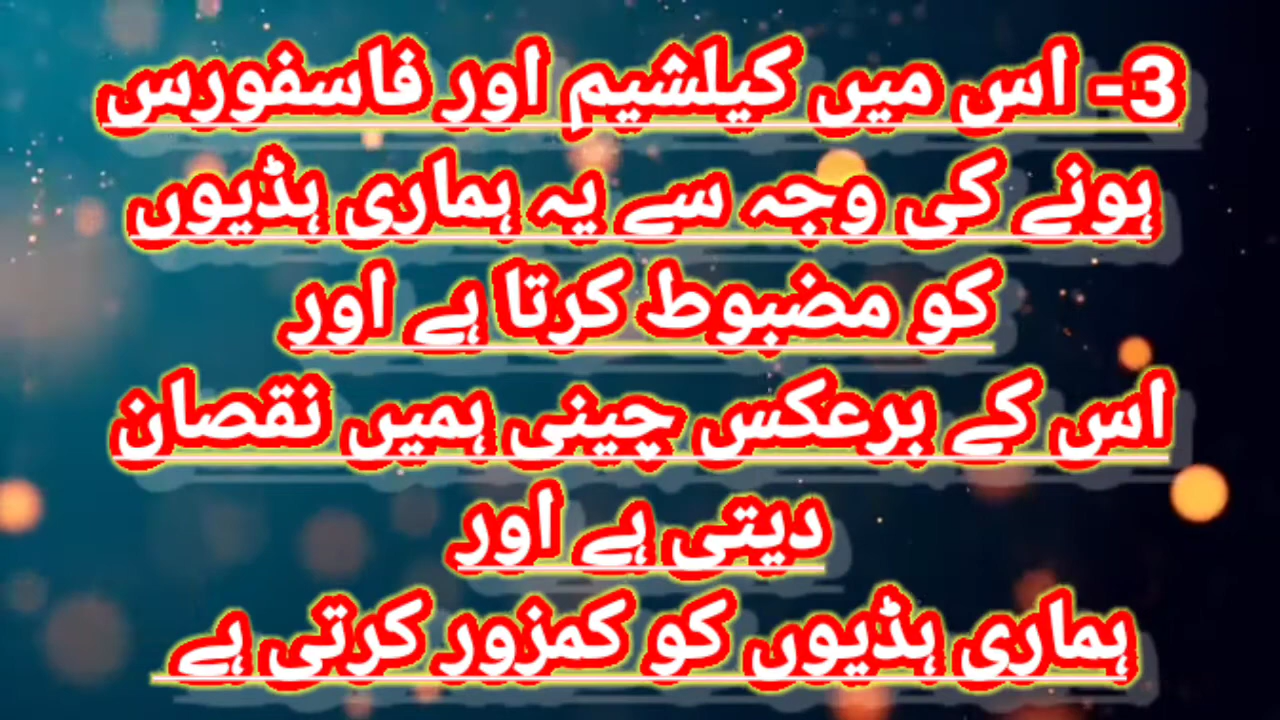 3- اس میں کیلشیمِ اور فاسفورس
ہونے کی وجہ سے یہ ہماری ہڈیوں
کو مضبوط کرتا ہے اور
اس کے برعکس چینی ہمیں نقصان
دیتی ہے اور
ہماری ہڈیوں کو کمزور کرتی ہے